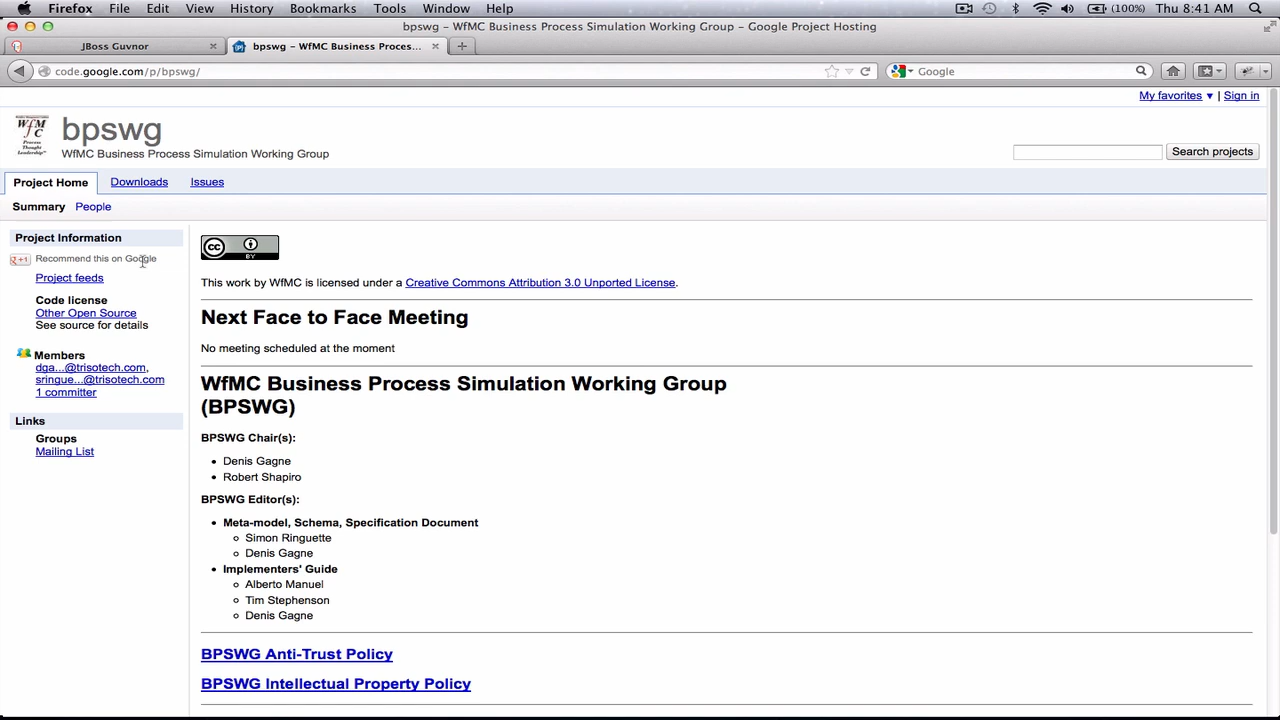 Firefox File Edit View History Bookmarks Tools Window Help (100%) Thu 8:41 AM
bpswg – WfMC Business Process Simulation Working Group – Google Project Hosting
JBoss Guvnor bpswg – WfMC Business Proces...
code.google.com/p/bpswg/ Google
My favorites ▼ | Sign in
WfMC
Process
Thought
Leadership
bpswg
WfMC Business Process Simulation Working Group
Search projects
Project Home Downloads Issues
Summary People
Project Information
+1 Recommend this on Google
Project feeds
Code license
Other Open Source
See source for details
Members
dga...@trisotech.com,
sringue...@trisotech.com
1 committer
Links
Groups
Mailing List
cc BY
This work by WfMC is licensed under a Creative Commons Attribution 3.0 Unported License.
Next Face to Face Meeting
No meeting scheduled at the moment
WfMC Business Process Simulation Working Group
(BPSWG)
BPSWG Chair(s):
Denis Gagne
Robert Shapiro
BPSWG Editor(s):
Meta-model, Schema, Specification Document
Simon Ringuette
Denis Gagne
Implementers' Guide
Alberto Manuel
Tim Stephenson
Denis Gagne
BPSWG Anti-Trust Policy
BPSWG Intellectual Property Policy